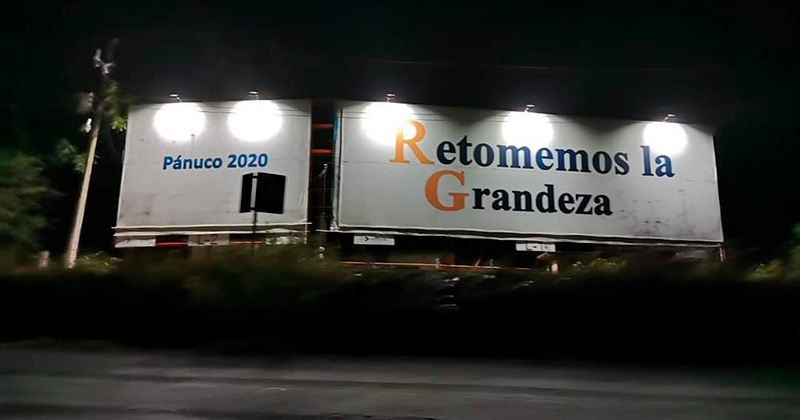 Pánuco 2020
Retomemos la
Grandeza